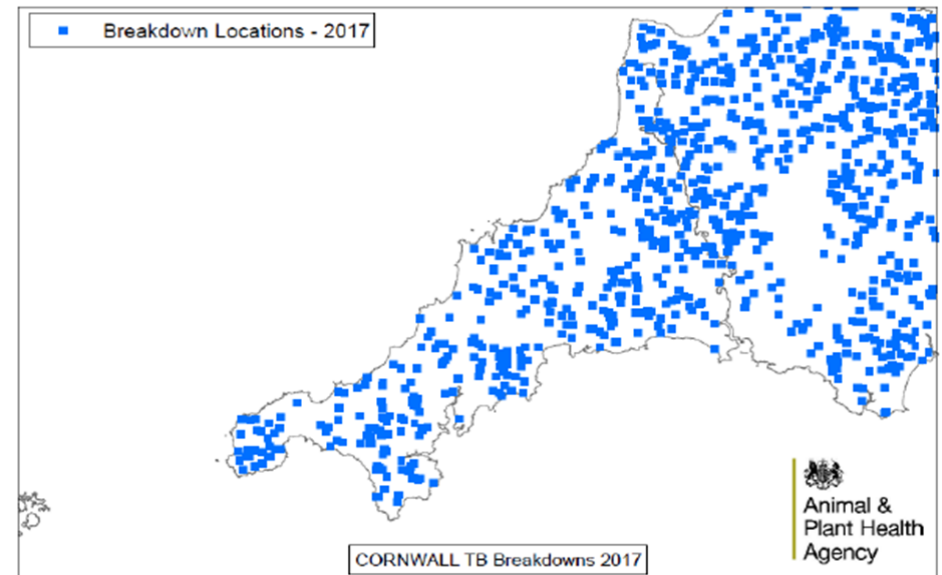 Breakdown Locations - 2017
Animal &
Plant Health
Agency
CORNWALL TB Breakdowns 2017